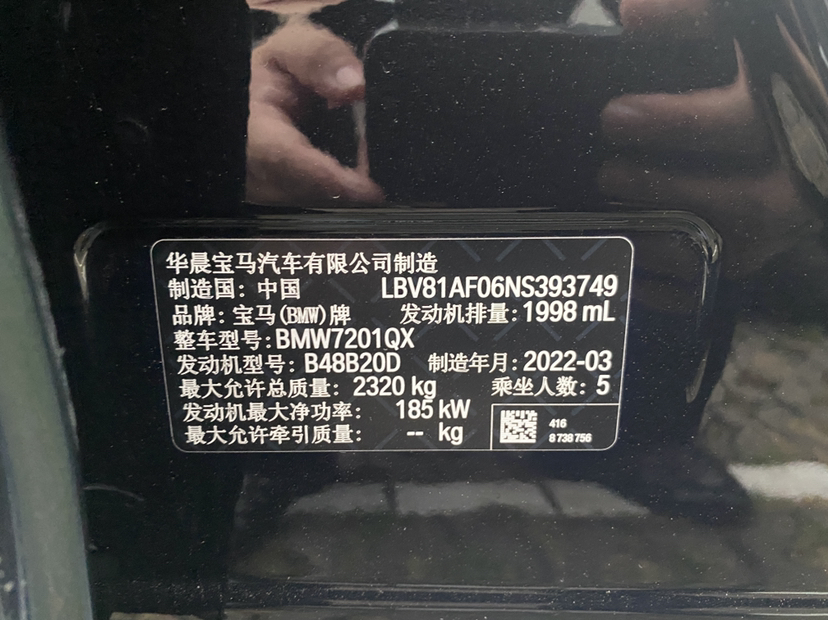 华晨宝马汽车有限公司制造
制造国：中国 LBV81AF06NS393749
品牌：宝马(BMW)牌 发动机排量：1998 mL
整车型号：BMW7201QX
发动机型号：B48B20D 制造年月：2022-03
最大允许总质量：2320 kg 乘坐人数：5
发动机最大净功率：185 kW
最大允许牵引质量：-- kg
416
8 738 756